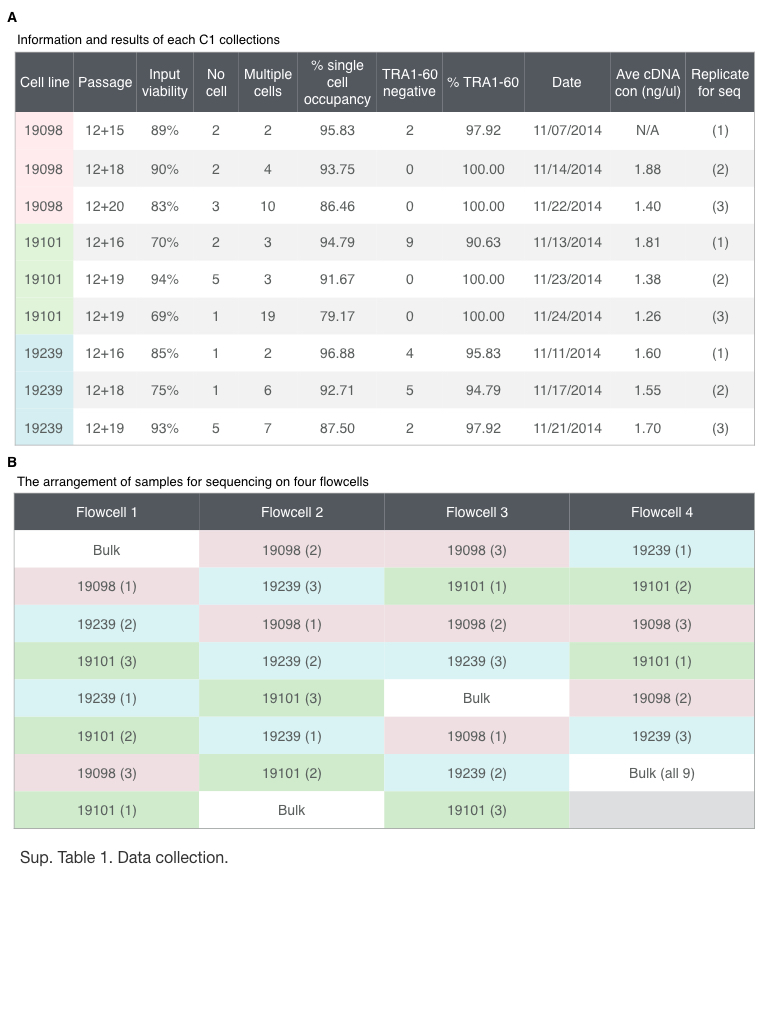 A
Information and results of each C1 collections
Cell line Passage Input viability No cell Multiple cells % single cell occupancy TRA1-60 negative % TRA1-60 Date Ave cDNA con (ng/ul) Replicate for seq
19098 12+15 89% 2 2 95.83 2 97.92 11/07/2014 N/A (1)
19098 12+18 90% 2 4 93.75 0 100.00 11/14/2014 1.88 (2)
19098 12+20 83% 3 10 86.46 0 100.00 11/22/2014 1.40 (3)
19101 12+16 70% 2 3 94.79 9 90.63 11/13/2014 1.81 (1)
19101 12+19 94% 5 3 91.67 0 100.00 11/23/2014 1.38 (2)
19101 12+19 69% 1 19 79.17 0 100.00 11/24/2014 1.26 (3)
19239 12+16 85% 1 2 96.88 4 95.83 11/11/2014 1.60 (1)
19239 12+18 75% 1 6 92.71 5 94.79 11/17/2014 1.55 (2)
19239 12+19 93% 5 7 87.50 2 97.92 11/21/2014 1.70 (3)
B
The arrangement of samples for sequencing on four flowcells
Flowcell 1 Flowcell 2 Flowcell 3 Flowcell 4
Bulk 19098 (2) 19098 (3) 19239 (1)
19098 (1) 19239 (3) 19101 (1) 19101 (2)
19239 (2) 19098 (1) 19098 (2) 19098 (3)
19101 (3) 19239 (2) 19239 (3) 19101 (1)
19239 (1) 19101 (3) Bulk 19098 (2)
19101 (2) 19239 (1) 19098 (1) 19239 (3)
19098 (3) 19101 (2) 19239 (2) Bulk (all 9)
19101 (1) Bulk 19101 (3)
Sup. Table 1. Data collection.